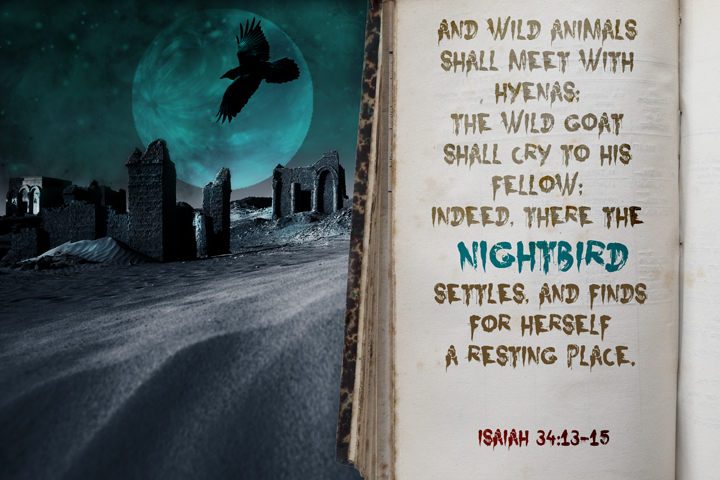 AND WILD ANIMALS
SHALL MEET WITH
HYENAS;
THE WILD GOAT
SHALL CRY TO HIS
FELLOW;
INDEED, THERE THE
NIGHTBIRD
SETTLES, AND FINDS
FOR HERSELF
A RESTING PLACE.
ISAIAH 34:13-15